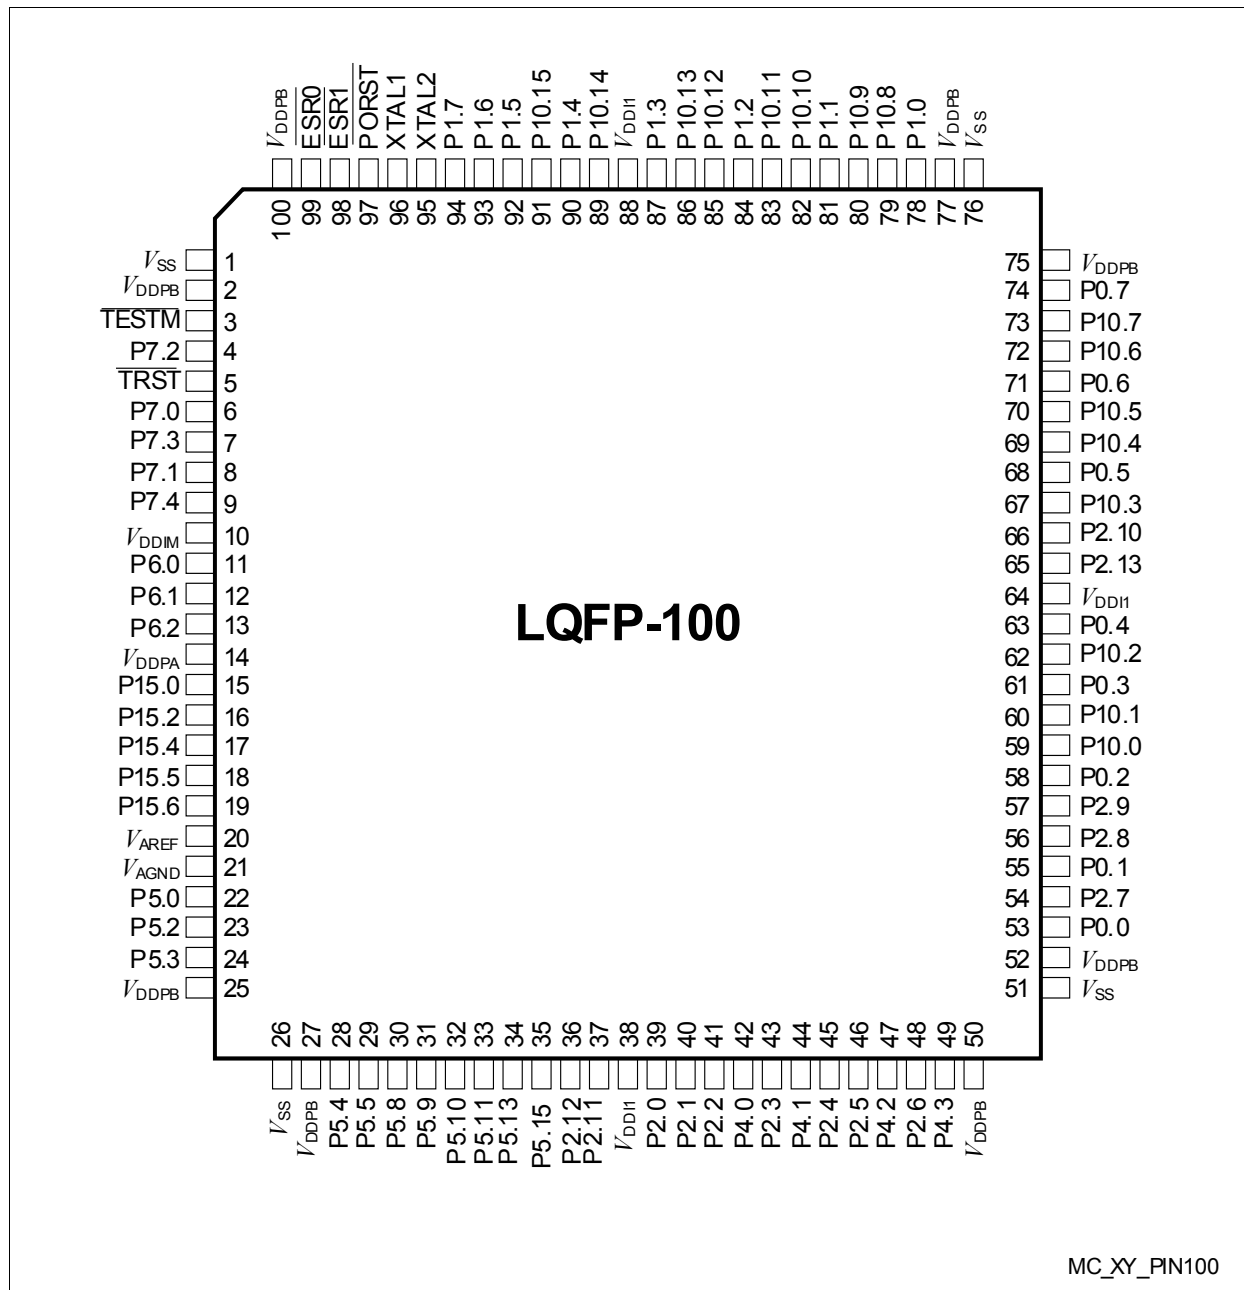 VDDPB
ESR0
ESR1
PORST
XTAL1
XTAL2
P1.7
P1.6
P1.5
P10.15
P1.4
P10.14
VDDI1
P1.3
P10.13
P10.12
P1.2
P10.11
P10.10
P1.1
P10.9
P10.8
P1.0
VDDPB
VSS
100
99
98
97
96
95
94
93
92
91
90
89
88
87
86
85
84
83
82
81
80
79
78
77
76
VSS 1
VDDPB 2
TESTM 3
P7.2 4
TRST 5
P7.0 6
P7.3 7
P7.1 8
P7.4 9
VDDIM 10
P6.0 11
P6.1 12
P6.2 13
VDDPA 14
P15.0 15
P15.2 16
P15.4 17
P15.5 18
P15.6 19
VAREF 20
VAGND 21
P5.0 22
P5.2 23
P5.3 24
VDDPB 25
LQFP-100
75 VDDPB
74 P0.7
73 P10.7
72 P10.6
71 P0.6
70 P10.5
69 P10.4
68 P0.5
67 P10.3
66 P2.10
65 P2.13
64 VDDI1
63 P0.4
62 P10.2
61 P0.3
60 P10.1
59 P10.0
58 P0.2
57 P2.9
56 P2.8
55 P0.1
54 P2.7
53 P0.0
52 VDDPB
51 VSS
26
27
28
29
30
31
32
33
34
35
36
37
38
39
40
41
42
43
44
45
46
47
48
49
50
VSS
VDDPB
P5.4
P5.5
P5.8
P5.9
P5.10
P5.11
P5.13
P5.15
P2.12
P2.11
VDDI1
P2.0
P2.1
P2.2
P4.0
P2.3
P4.1
P2.4
P2.5
P4.2
P2.6
P4.3
VDDPB
MC_XY_PIN100